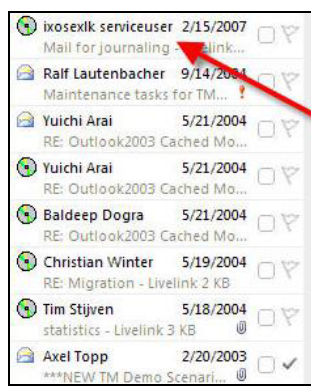 ixosexlk serviceuser 2/15/2007
Mail for journaling - Livelink...
Ralf Lautenbacher 9/14/2004
Maintenance tasks for TM...
Yuichi Arai 5/21/2004
RE: Outlook2003 Cached Mo...
Yuichi Arai 5/21/2004
RE: Outlook2003 Cached Mo...
Baldeep Dogra 5/21/2004
RE: Outlook2003 Cached Mo...
Christian Winter 5/19/2004
RE: Migration - Livelink 2 KB
Tim Stijven 5/18/2004
statistics - Livelink 3 KB
Axel Topp 2/20/2003
***NEW TM Demo Scenari...